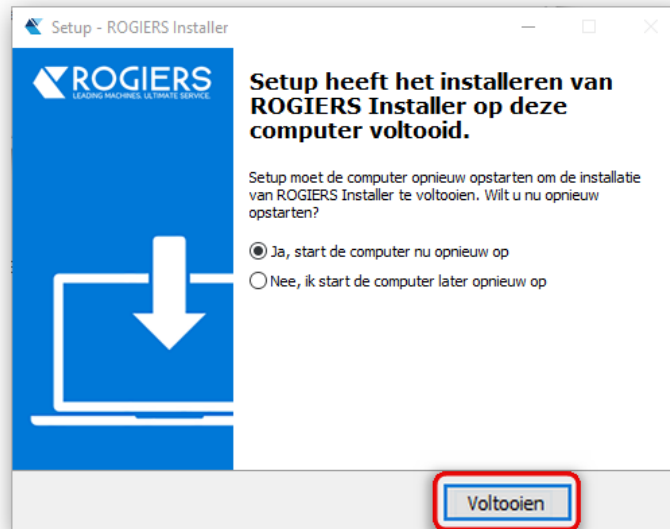 Setup - ROGIERS Installer
ROGIERS
LEADING MACHINES. ULTIMATE SERVICE.
Setup heeft het installeren van
ROGIERS Installer op deze
computer voltooid.
Setup moet de computer opnieuw opstarten om de installatie
van ROGIERS Installer te voltooien. Wilt u nu opnieuw
opstarten?
Ja, start de computer nu opnieuw op
Nee, ik start de computer later opnieuw op
Voltooien